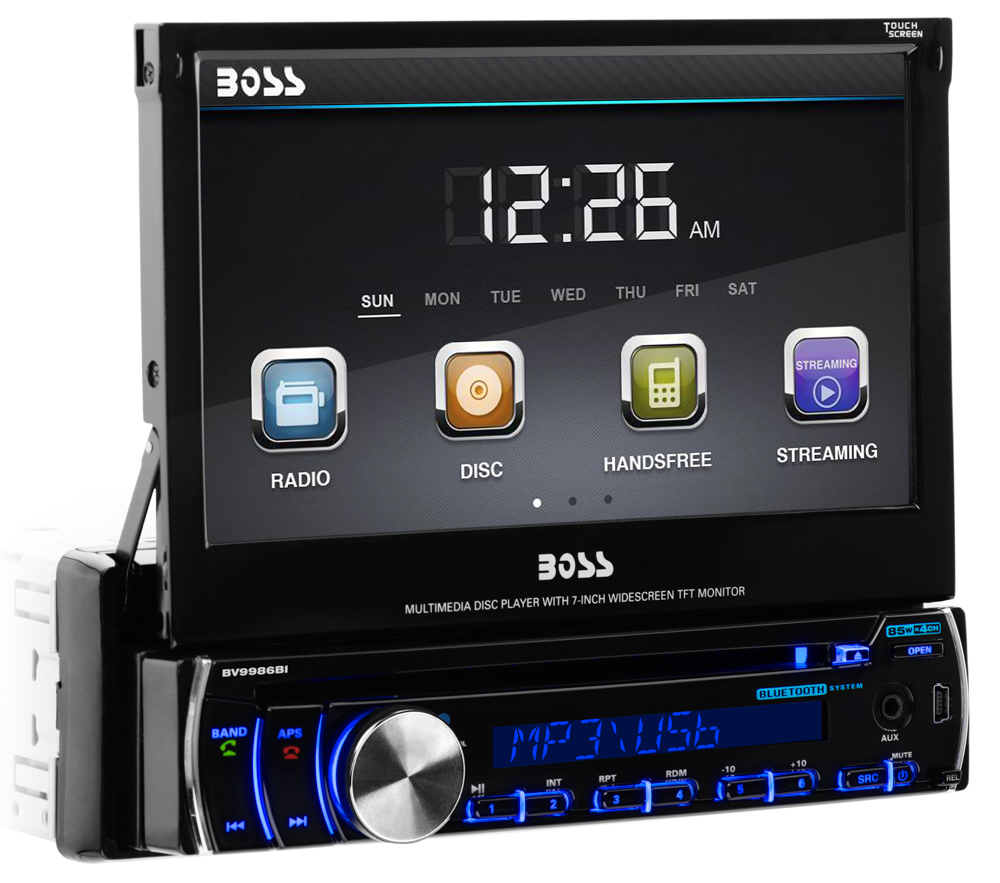 TOUCH
SCREEN
BOSS
12:26 AM
SUN MON TUE WED THU FRI SAT
STREAMING
RADIO DISC HANDSFREE STREAMING
BOSS
MULTIMEDIA DISC PLAYER WITH 7-INCH WIDESCREEN TFT MONITOR
85W x 4CH
BV9986BI
OPEN
BLUETOOTH SYSTEM
BAND APS
MP3\USb
AUX
MUTE
INT RPT RDM -10 +10
1 2 3 4 5 6 SRC
REL